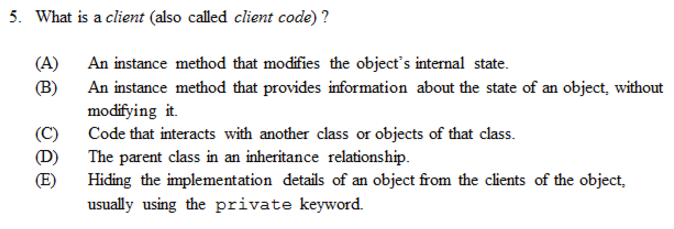 5. What is a client (also called client code) ?
(A) An instance method that modifies the object's internal state.
(B) An instance method that provides information about the state of an object, without
modifying it.
(C) Code that interacts with another class or objects of that class.
(D) The parent class in an inheritance relationship.
(E) Hiding the implementation details of an object from the clients of the object,
usually using the private keyword.